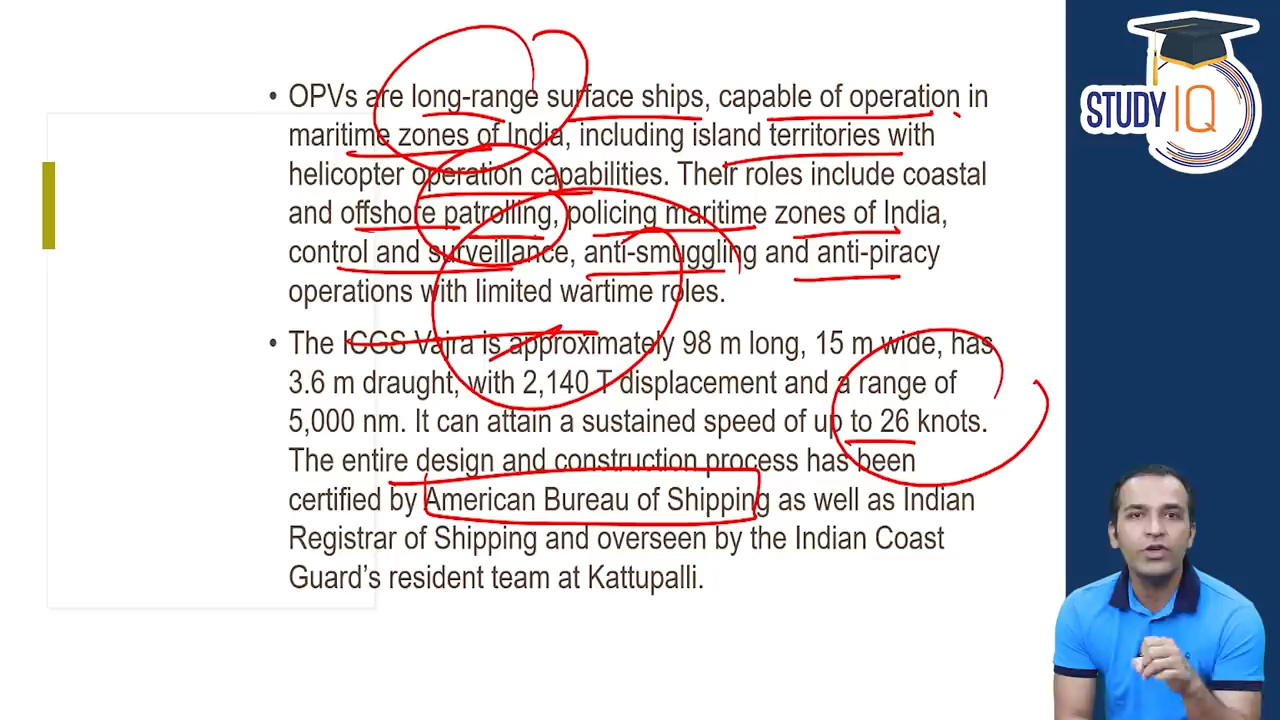 • OPVs are long-range surface ships, capable of operation in
maritime zones of India, including island territories with
helicopter operation capabilities. Their roles include coastal
and offshore patrolling, policing maritime zones of India,
control and surveillance, anti-smuggling and anti-piracy
operations with limited wartime roles.
• The ICGS Vajra is approximately 98 m long, 15 m wide, has
3.6 m draught, with 2,140 T displacement and a range of
5,000 nm. It can attain a sustained speed of up to 26 knots.
The entire design and construction process has been
certified by American Bureau of Shipping as well as Indian
Registrar of Shipping and overseen by the Indian Coast
Guard's resident team at Kattupalli.
STUDY IQ